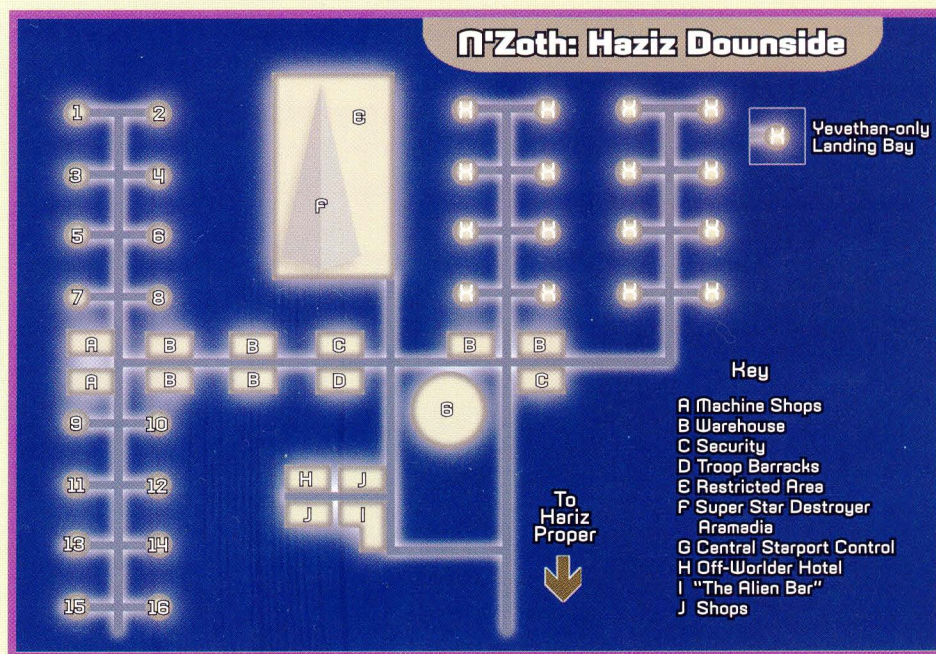 N'Zoth: Haziz Downside
1 2
E
Yevethan-only
Landing Bay
3 4
F
5 6
7 8
A B B C B B
A B B D C
G
9 10
11 12
H J
J I
13 14
15 16
To
Hariz
Proper
Key
A Machine Shops
B Warehouse
C Security
D Troop Barracks
E Restricted Area
F Super Star Destroyer
Aramadia
G Central Starport Control
H Off-Worlder Hotel
I "The Alien Bar"
J Shops